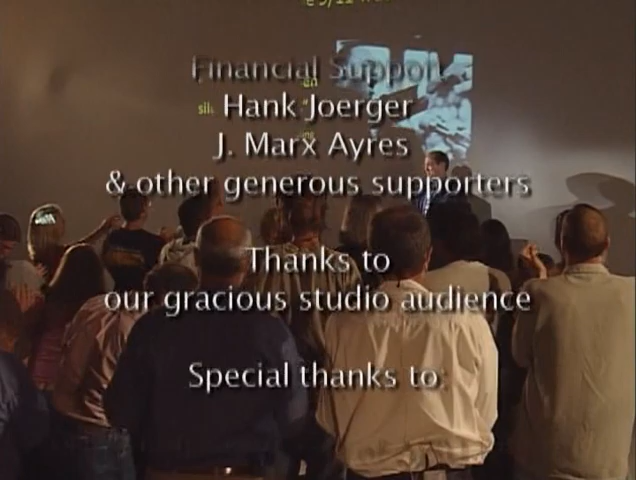 Financial Support
Hank Joerger
J. Marx Ayres
& other generous supporters
Thanks to
our gracious studio audience
Special thanks to: